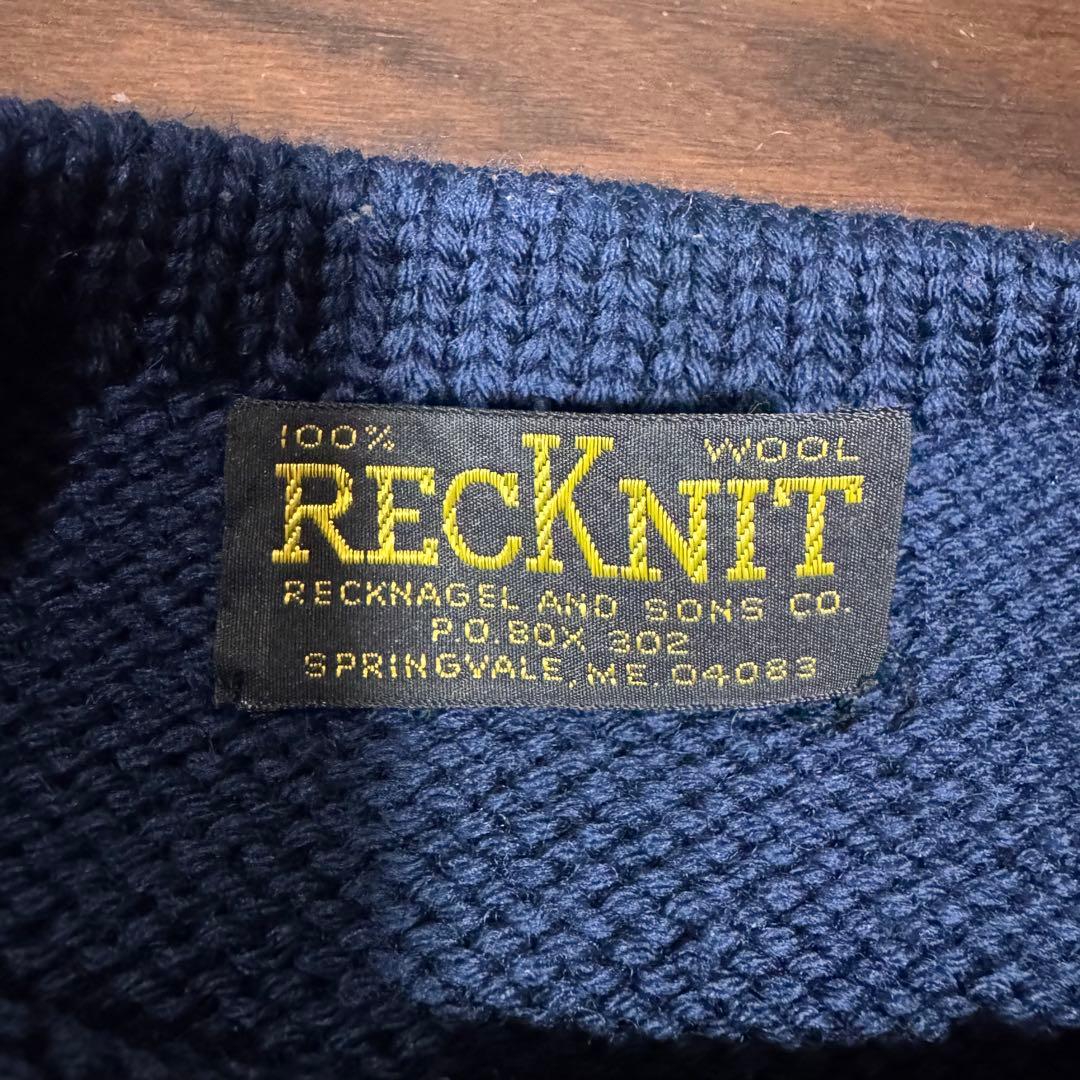 100% WOOL
RECKNIT
RECKNAGEL AND SONS CO.
P.O. BOX 302
SPRINGVALE, ME. 04083